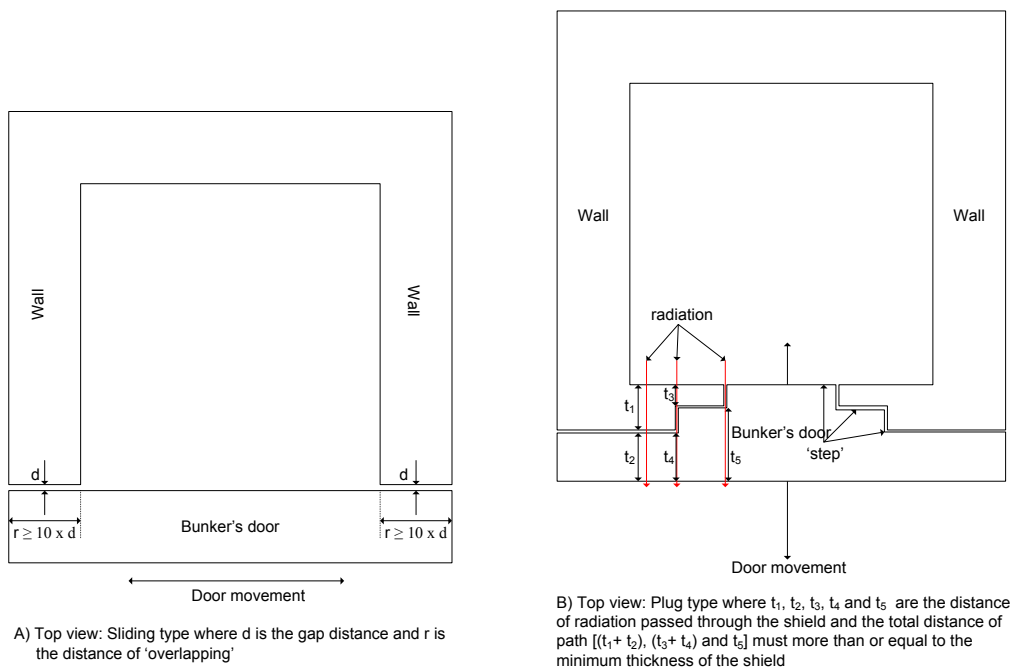 Wall
Wall
d
d
r ≥ 10 x d
Bunker's door
r ≥ 10 x d
Door movement
A) Top view: Sliding type where d is the gap distance and r is
the distance of 'overlapping'
Wall
Wall
radiation
t₁
t₃
Bunker's door
'step'
t₂
t₄
t₅
Door movement
B) Top view: Plug type where t₁, t₂, t₃, t₄ and t₅ are the distance
of radiation passed through the shield and the total distance of
path [(t₁+ t₂), (t₃+ t₄) and t₅] must more than or equal to the
minimum thickness of the shield